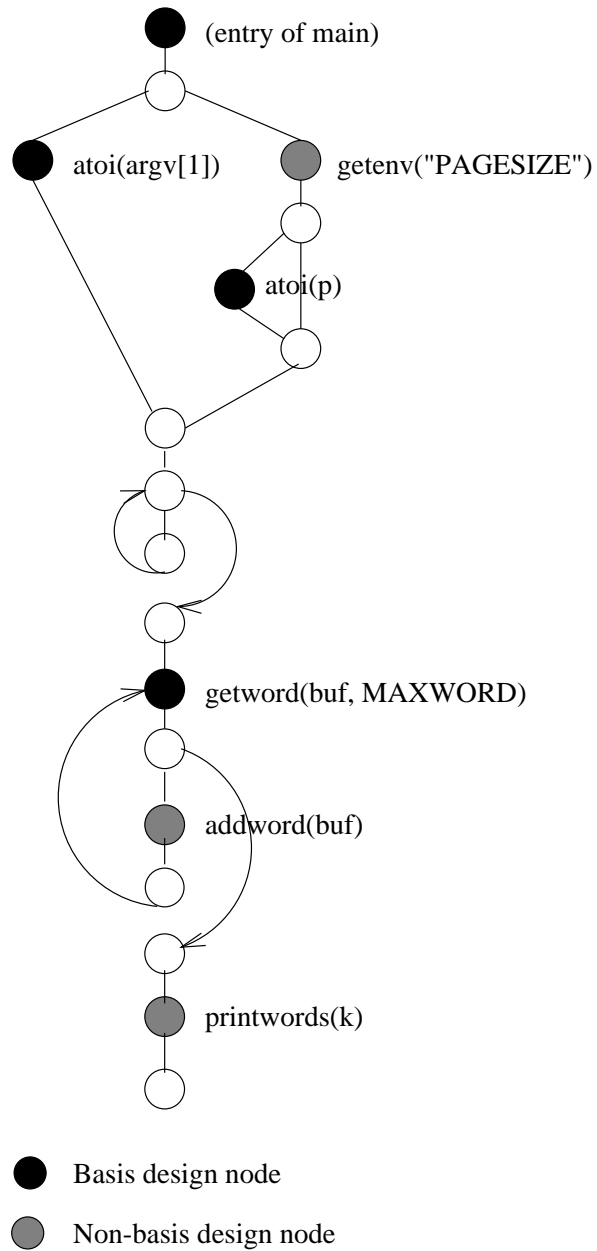 (entry of main)
atoi(argv[1])
getenv("PAGESIZE")
atoi(p)
getword(buf, MAXWORD)
addword(buf)
printwords(k)
Basis design node
Non-basis design node